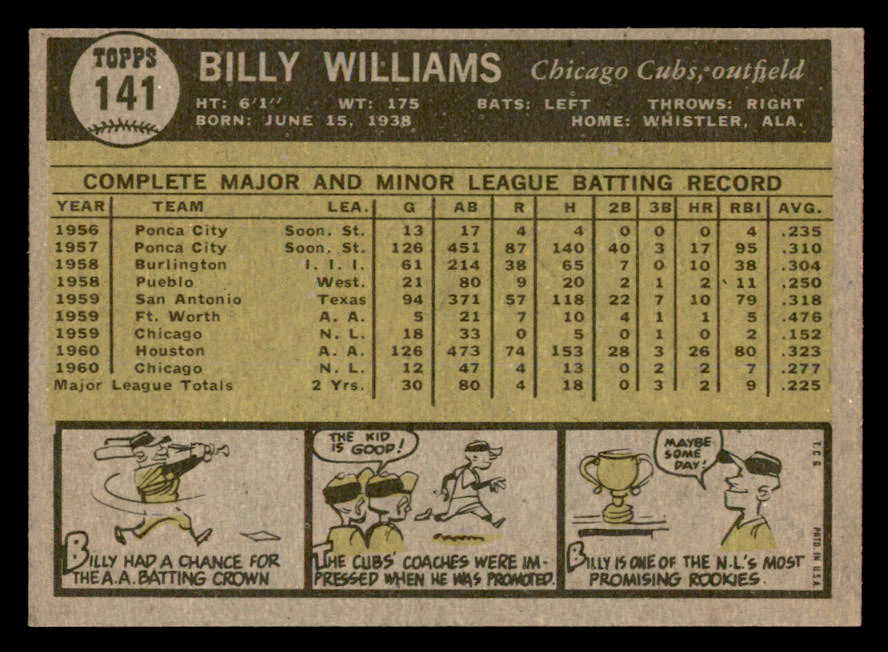 TOPPS
141
BILLY WILLIAMS Chicago Cubs, outfield
HT: 6'1" WT: 175 BATS: LEFT THROWS: RIGHT
BORN: JUNE 15, 1938 HOME: WHISTLER, ALA.
COMPLETE MAJOR AND MINOR LEAGUE BATTING RECORD
YEAR TEAM LEA. G AB R H 2B 3B HR RBI AVG.
1956 Ponca City Soon. St. 13 17 4 4 0 0 0 4 .235
1957 Ponca City Soon. St. 126 451 87 140 40 3 17 95 .310
1958 Burlington I. I. I. 61 214 38 65 7 0 10 38 .304
1958 Pueblo West. 21 80 9 20 2 1 2 11 .250
1959 San Antonio Texas 94 371 57 118 22 7 10 79 .318
1959 Ft. Worth A. A. 5 21 7 10 4 1 1 5 .476
1959 Chicago N. L. 18 33 0 5 0 1 0 2 .152
1960 Houston A. A. 126 473 74 153 28 3 26 80 .323
1960 Chicago N. L. 12 47 4 13 0 2 2 7 .277
Major League Totals 2 Yrs. 30 80 4 18 0 3 2 9 .225
BILLY HAD A CHANCE FOR
THE A.A. BATTING CROWN
THE KID
IS GOOD!
THE CUBS' COACHES WERE IM-
PRESSED WHEN HE WAS PROMOTED.
MAYBE
SOME
DAY!
BILLY IS ONE OF THE N.L.'S MOST
PROMISING ROOKIES.
T.C.G.
PRTD. IN U.S.A.